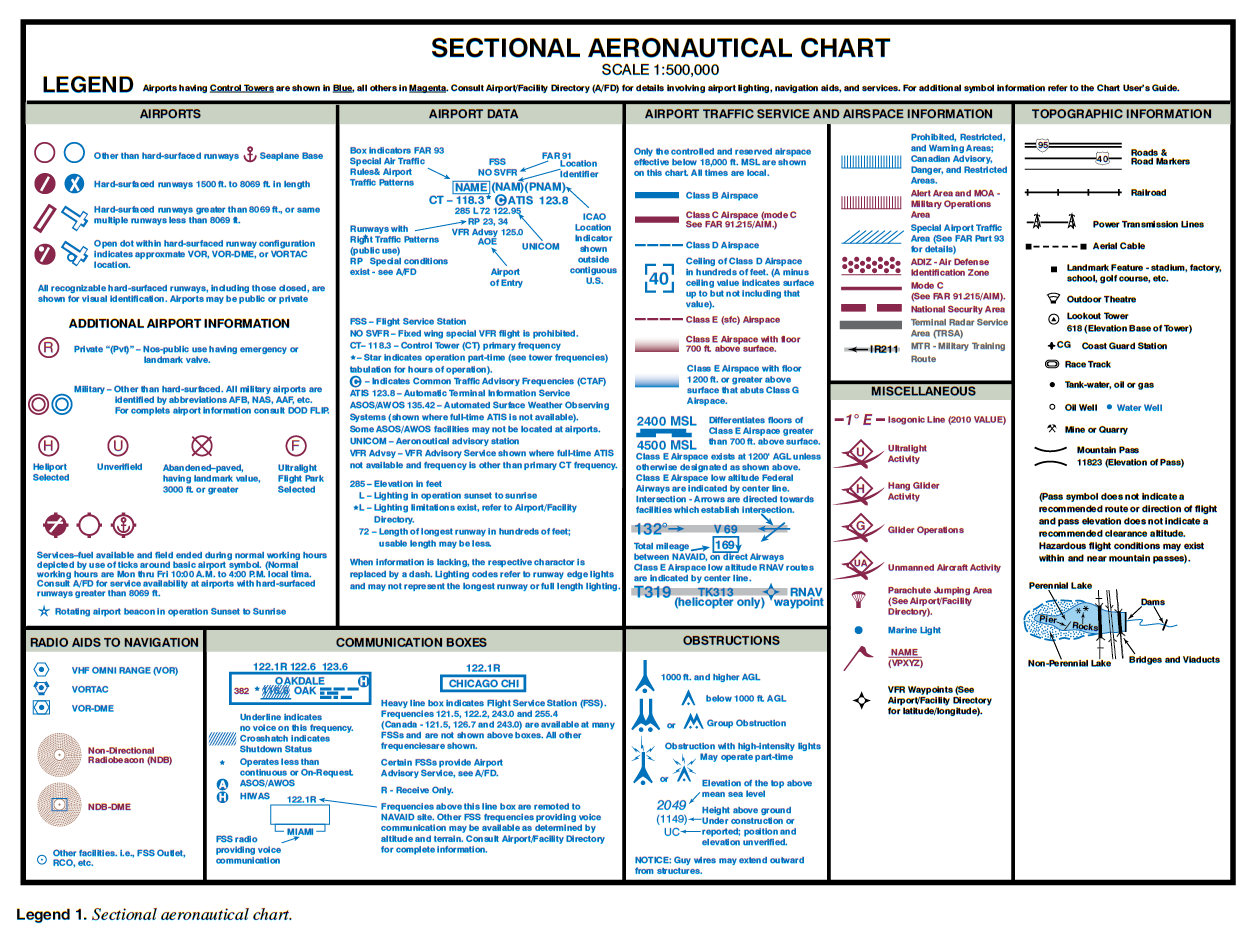 SECTIONAL AERONAUTICAL CHART
SCALE 1:500,000
LEGEND Airports having Control Towers are shown in Blue, all others in Magenta. Consult Airport/Facility Directory (A/FD) for details involving airport lighting, navigation aids, and services. For additional symbol information refer to the Chart User's Guide.
AIRPORTS
Other than hard-surfaced runways
Seaplane Base
Hard-surfaced runways 1500 ft. to 8069 ft. in length
Hard-surfaced runways greater than 8069 ft., or same
multiple runways less than 8069 ft.
Open dot within hard-surfaced runway configuration
indicates approxmate VOR, VOR-DME, or VORTAC
location.
All recognizable hard-surfaced runways, including those closed, are
shown for visual identification. Airports may be public or private
ADDITIONAL AIRPORT INFORMATION
R
Private "(Pvt)" – Nos-public use having emergency or
landmark valve.
Military – Other than hard-surfaced. All military airports are
identified by abbreviations AFB, NAS, AAF, etc.
For complets airport information consult DOD FLIP.
H
U
F
Heliport
Selected
Unverifield
Abandened–paved,
having landmark value,
3000 ft. or greater
Ultralight
Flight Park
Selected
Services–fuel available and field ended during normal working hours
depicted by use of ticks around basic airport symbol. (Normal
working hours are Mon thru Fri 10:00 A.M. to 4:00 P.M. local time.
Consult A/FD for service availability at airports with hard-surfaced
runways greater than 8069 ft.
Rotating airport beacon in operation Sunset to Sunrise
AIRPORT DATA
Box indicators FAR 93
Special Air Traffic
Rules& Airport
Traffic Patterns
FSS
NO SVFR
FAR 91
Location
Identifier
NAME (NAM) (PNAM)
CT – 118.3* C ATIS 123.8
285 L 72 122.95
RP 23, 34
VFR Advsy 125.0
AOE
Runways with
Right Traffic Patterns
(public use)
RP Special conditions
exist - see A/FD
UNICOM
Airport
of Entry
ICAO
Location
Indicator
shown
outside
contiguous
U.S.
FSS – Flight Service Station
NO SVFR – Fixed wing special VFR flight is prohibited.
CT– 118.3 – Control Tower (CT) primary frequency
* – Star indicates operation part-time (see tower frequencies)
tabulation for hours of operation).
C – Indicates Common Traffic Advisory Frequencies (CTAF)
ATIS 123.8 – Automatic Terminal Information Service
ASOS/AWOS 135.42 – Automated Surface Weather Observing
Systems (shown where full-time ATIS is not available).
Some ASOS/AWOS facilities may not be located at airports.
UNICOM – Aeronoutical advisory station
VFR Advsy – VFR Advisory Service shown where full-time ATIS
not available and frequency is other than primary CT frequency.
285 – Elevation in feet
L – Lighting in operation sunset to sunrise
*L – Lighting limitations exist, refer to Airport/Facility
Directory.
72 – Length of longest runway in hundreds of feet;
usable length may be less.
When information is lacking, the respective charactor is
replaced by a dash. Lighting codes refer to runway edge lights
and may not represent the longest runway or full length lighting.
AIRPORT TRAFFIC SERVICE AND AIRSPACE INFORMATION
Only the controlled and reserved airspace
effective below 18,000 ft. MSL are shown
on this chart. All times are local.
Class B Airspace
Class C Airspace (mode C
See FAR 91.215/AIM.)
Class D Airspace
40
Ceiling of Class D Airspace
in hundreds of feet. (A minus
ceiling value indicates surface
up to but not including that
value).
Class E (sfc) Airspace
Class E Airspace with floor
700 ft. above surface.
Class E Airspace with floor
1200 ft. or greater above
surface that abuts Class G
Airspace.
2400 MSL
4500 MSL
Differentiates floors of
Class E Airspace greater
than 700 ft. above surface.
Class E Airspace exists at 1200' AGL unless
otherwise designated as shown above.
Class E Airspace low altitude Federal
Airways are indicated by center line.
Intersection - Arrows are directed towards
facilities which establish intersection.
132° V 69
Total mileage
169
between NAVAID, on direct Airways
Class E Airspace low altitude RNAV routes
are indicated by center line.
T319 TK313 RNAV
(helicopter only) waypoint
Prohibited, Restricted,
and Warning Areas;
Canadian Advisory,
Danger, and Restricted
Areas.
Alert Area and MOA -
Military Operations
Area
Special Airport Traffic
Area (See FAR Part 93
for details)
ADIZ - Air Defense
Identification Zone
Mode C
(See FAR 91.215/AIM).
National Security Area
Terminal Radar Service
Area (TRSA)
IR211
MTR - Military Training
Route
MISCELLANEOUS
1° E
Isogonic Line (2010 VALUE)
U
Ultralight
Activity
H
Hang Glider
Activity
G
Glider Operations
UA
Unmanned Aircraft Activity
Parachute Jumping Area
(See Airport/Facility
Directory).
Marine Light
NAME
(VPXYZ)
VFR Waypoints (See
Airport/Facility Directory
for latitude/longitude).
TOPOGRAPHIC INFORMATION
95
40
Roads &
Road Markers
Railroad
Power Transmission Lines
Aerial Cable
Landmark Feature - stadium, factory,
school, golf course, etc.
Outdoor Theatre
Lookout Tower
618 (Elevation Base of Tower)
CG Coast Guard Station
Race Track
Tank-water, oil or gas
Oil Well
Water Well
Mine or Quarry
Mountain Pass
11823 (Elevation of Pass)
(Pass symbol does not indicate a
recommended route or direction of flight
and pass elevation does not indicate a
recommended clearance altitude.
Hazardous flight conditions may exist
within and near mountain passes).
Perennial Lake
Pier
Rocks
Dams
Non-Perennial Lake
Bridges and Viaducts
RADIO AIDS TO NAVIGATION
VHF OMNI RANGE (VOR)
VORTAC
VOR-DME
Non-Directional
Radiobeacon (NDB)
NDB-DME
Other facilities. i.e., FSS Outlet,
RCO, etc.
COMMUNICATION BOXES
122.1R 122.6 123.6
OAKDALE
H
382 * 116.8 OAK
Underline indicates
no voice on this frequency.
Crosshatch indicates
Shutdown Status
* Operates less than
continuous or On-Request.
A ASOS/AWOS
H HIWAS
122.1R
MIAMI
FSS radio
providing voice
communication
122.1R
CHICAGO CHI
Heavy line box indicates Flight Service Station (FSS).
Frequencies 121.5, 122.2, 243.0 and 255.4
(Canada - 121.5, 126.7 and 243.0) are available at many
FSSs and are not shown above boxes. All other
frequenciesare shown.
Certain FSSs provide Airport
Advisory Service, see A/FD.
R - Receive Only.
Frequencies above this line box are remoted to
NAVAID site. Other FSS frequencies providing voice
communication may be available as determined by
altitude and terrain. Consult Airport/Facility Directory
for complete information.
OBSTRUCTIONS
1000 ft. and higher AGL
below 1000 ft. AGL
or
Group Obstruction
Obstruction with high-intensity lights
May operate part-time
or
Elevation of the top above
mean sea level
2049
(1149)
UC
Height above ground
Under construction or
reported; position and
elevation unverified.
NOTICE: Guy wires may extend outward
from structures.
Legend 1. Sectional aeronautical chart.